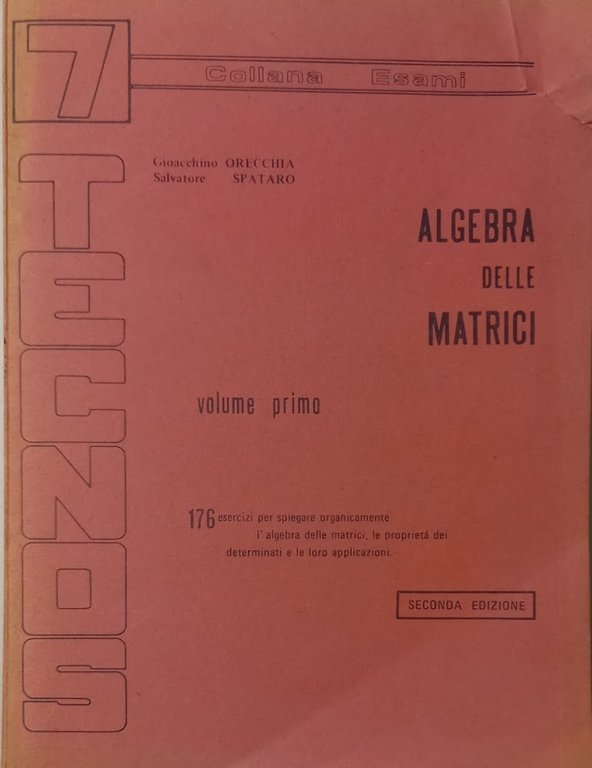 7
Collana Esami
TECNOS
Gioacchino ORECCHIA
Salvatore SPATARO
ALGEBRA
DELLE
MATRICI
volume primo
176 esercizi per spiegare organicamente
l'algebra delle matrici, le proprietá dei
determinati e le loro applicazioni.
SECONDA EDIZIONE